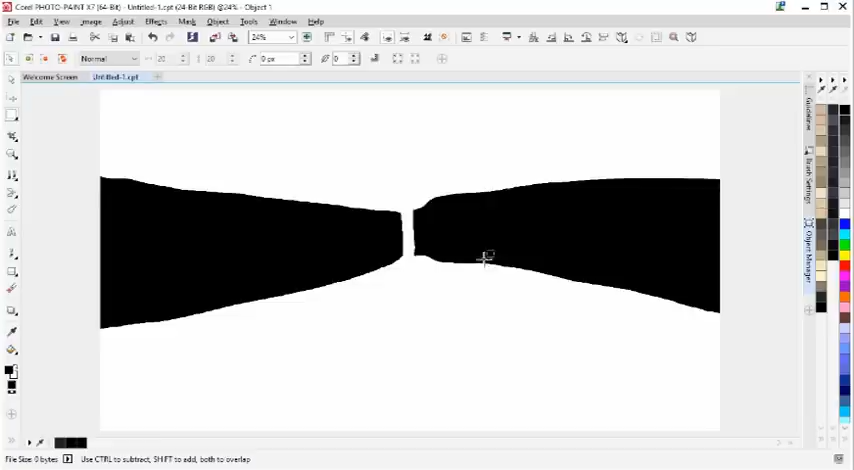 Corel PHOTO-PAINT X7 (64-Bit) - Untitled-1.cpt (24-Bit RGB) @24% - Object 1
File Edit View Image Adjust Effects Mask Object Tools Window Help
24%
Normal 20 20 0 px 0
Welcome Screen Untitled-1.cpt
Guidelines
Brush Settings
Object Manager
File Size: 0 bytes Use CTRL to subtract, SHIFT to add, both to overlap